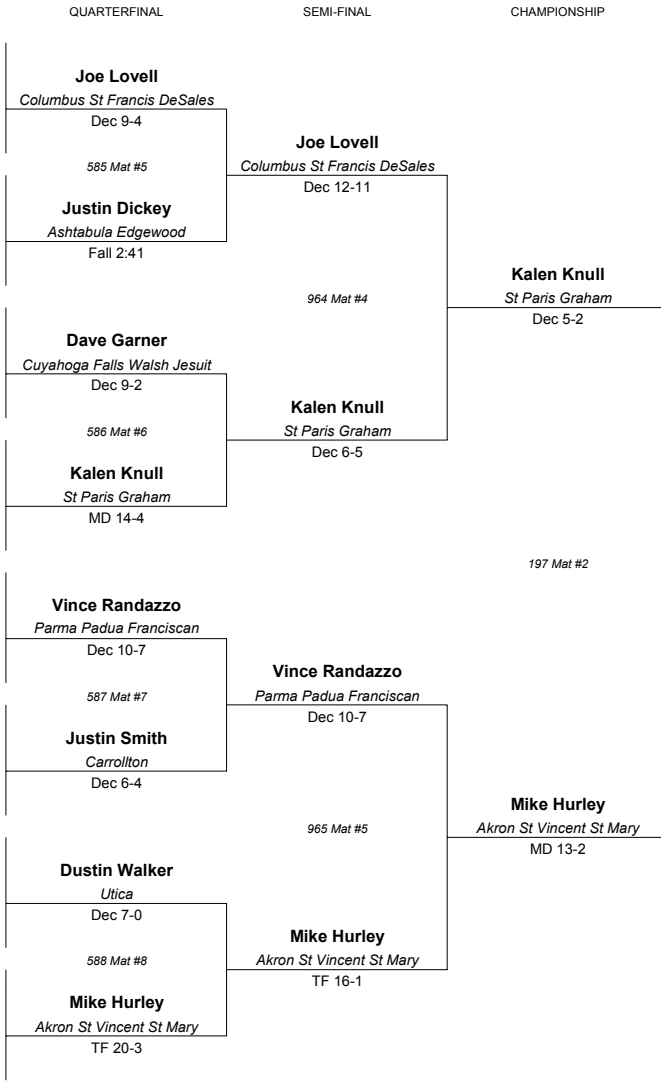 QUARTERFINAL SEMI-FINAL CHAMPIONSHIP
Joe Lovell
Columbus St Francis DeSales
Dec 9-4
585 Mat #5
Justin Dickey
Ashtabula Edgewood
Fall 2:41
Dave Garner
Cuyahoga Falls Walsh Jesuit
Dec 9-2
586 Mat #6
Kalen Knull
St Paris Graham
MD 14-4
Vince Randazzo
Parma Padua Franciscan
Dec 10-7
587 Mat #7
Justin Smith
Carrollton
Dec 6-4
Dustin Walker
Utica
Dec 7-0
588 Mat #8
Mike Hurley
Akron St Vincent St Mary
TF 20-3
Joe Lovell
Columbus St Francis DeSales
Dec 12-11
964 Mat #4
Kalen Knull
St Paris Graham
Dec 6-5
Vince Randazzo
Parma Padua Franciscan
Dec 10-7
965 Mat #5
Mike Hurley
Akron St Vincent St Mary
TF 16-1
Kalen Knull
St Paris Graham
Dec 5-2
197 Mat #2
Mike Hurley
Akron St Vincent St Mary
MD 13-2